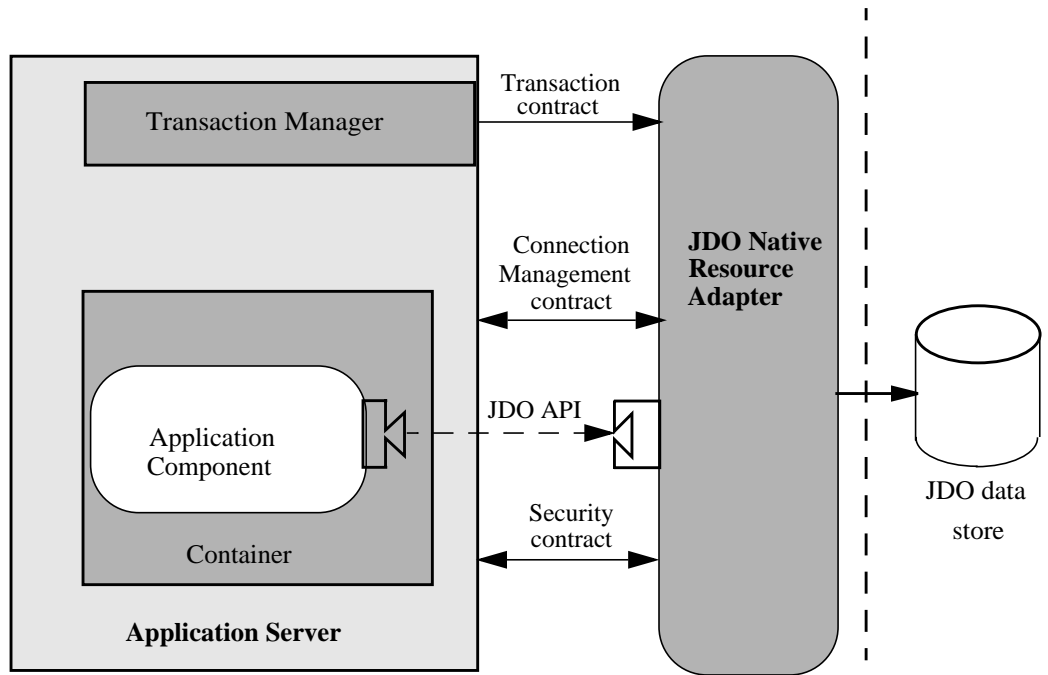 Transaction
contract
Transaction Manager
Connection
Management
contract
JDO Native
Resource
Adapter
JDO API
Application
Component
Container
Security
contract
JDO data
store
Application Server